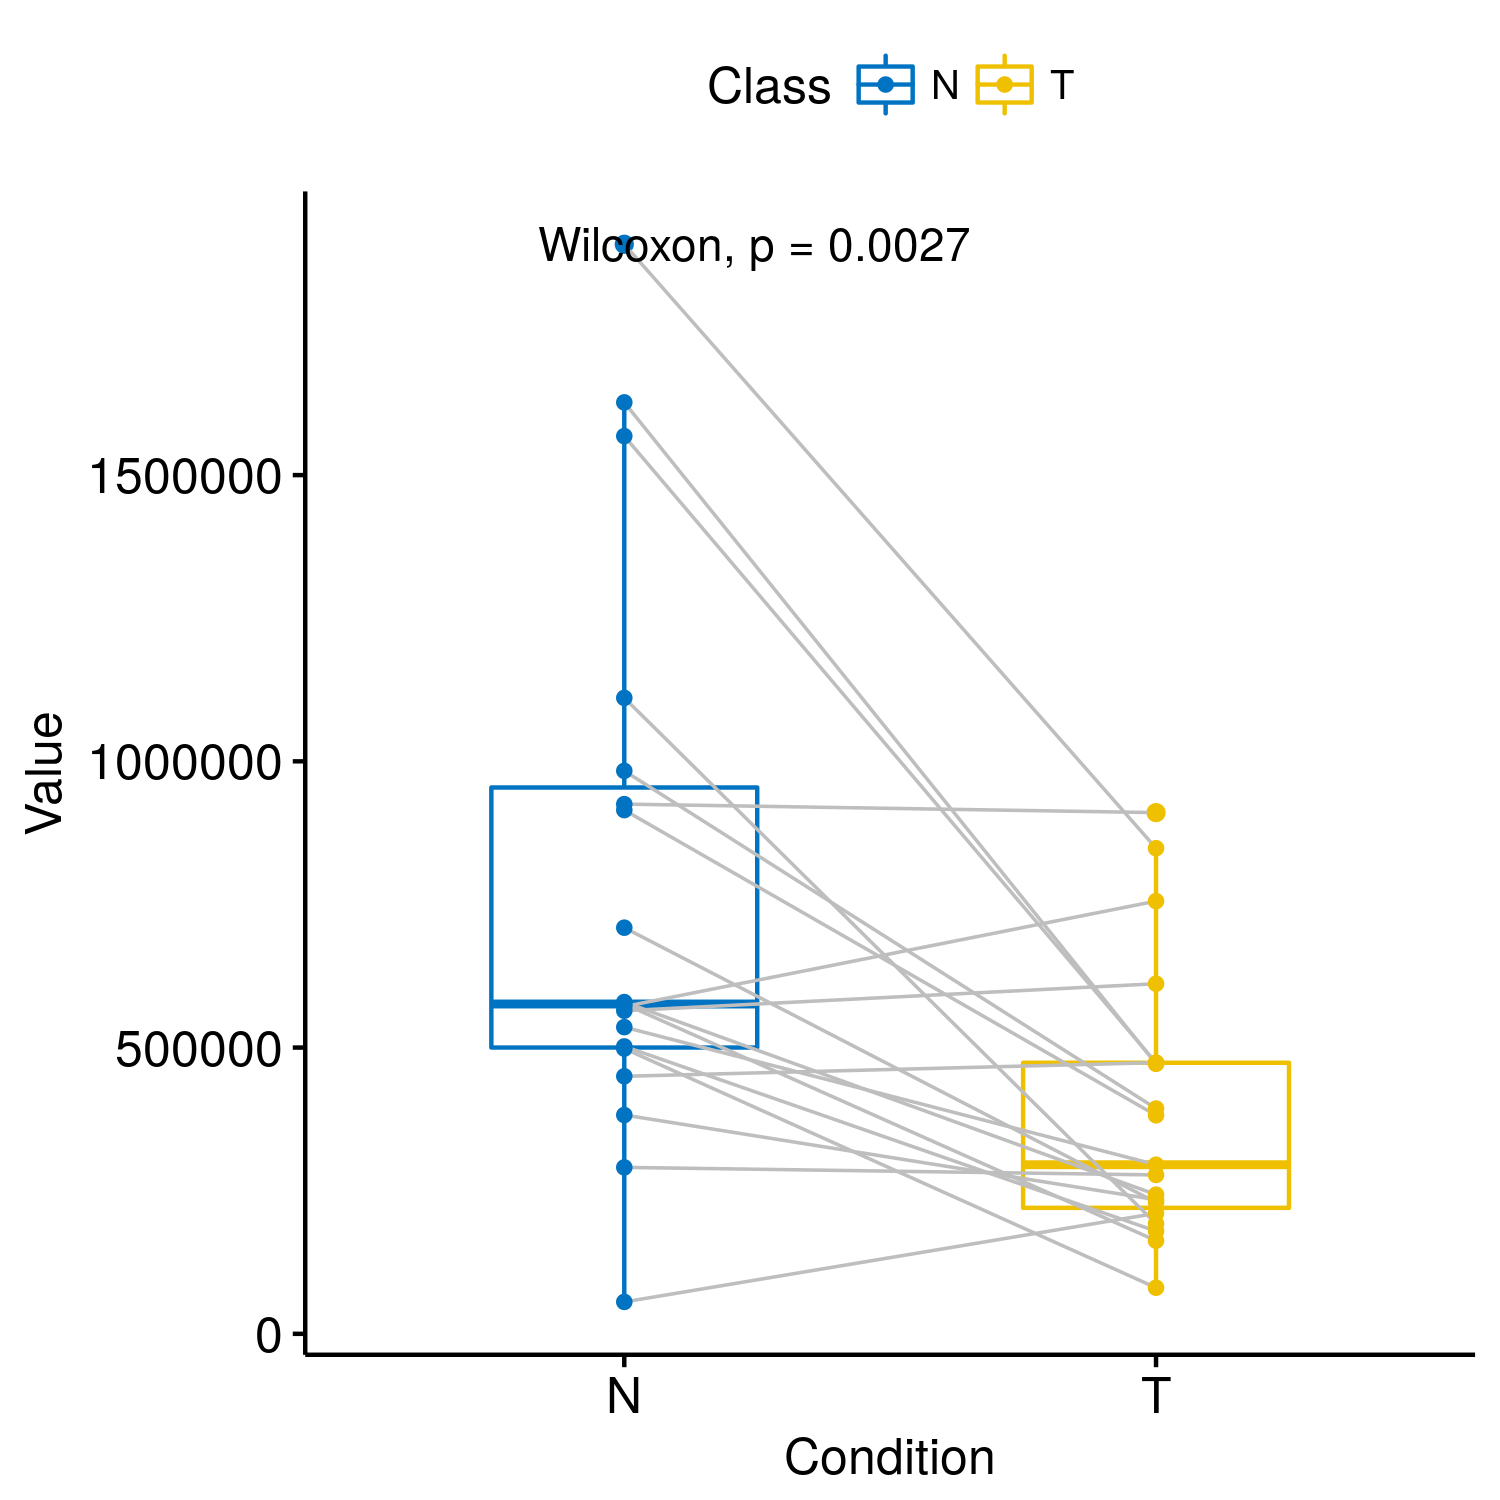 Class N T
Wilcoxon, p = 0.0027
Value
1500000
1000000
500000
0
N T
Condition